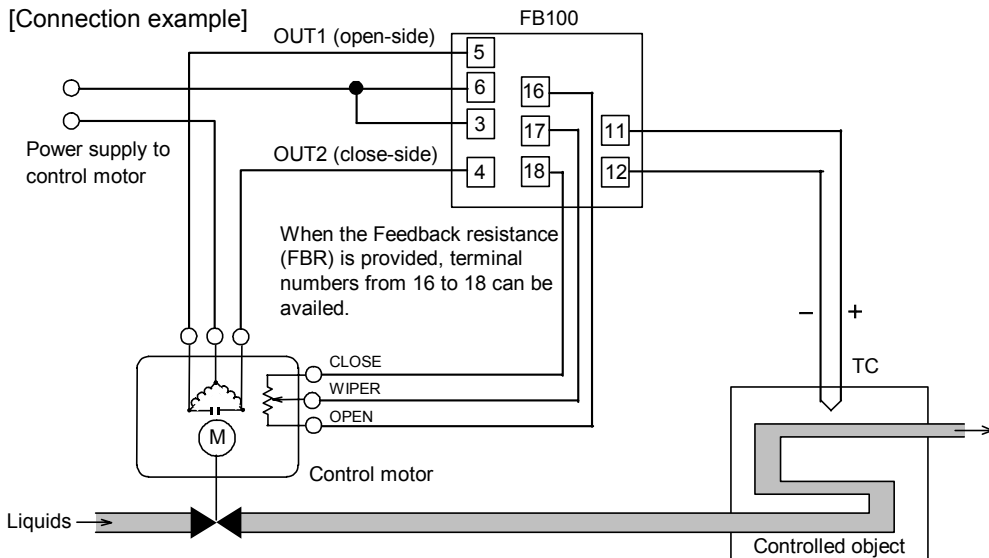 [Connection example]
FB100
OUT1 (open-side)
5
6
16
3
17
11
Power supply to
control motor
OUT2 (close-side)
4
18
12
When the Feedback resistance
(FBR) is provided, terminal
numbers from 16 to 18 can be
availed.
– +
TC
CLOSE
WIPER
OPEN
M
Control motor
Liquids
Controlled object